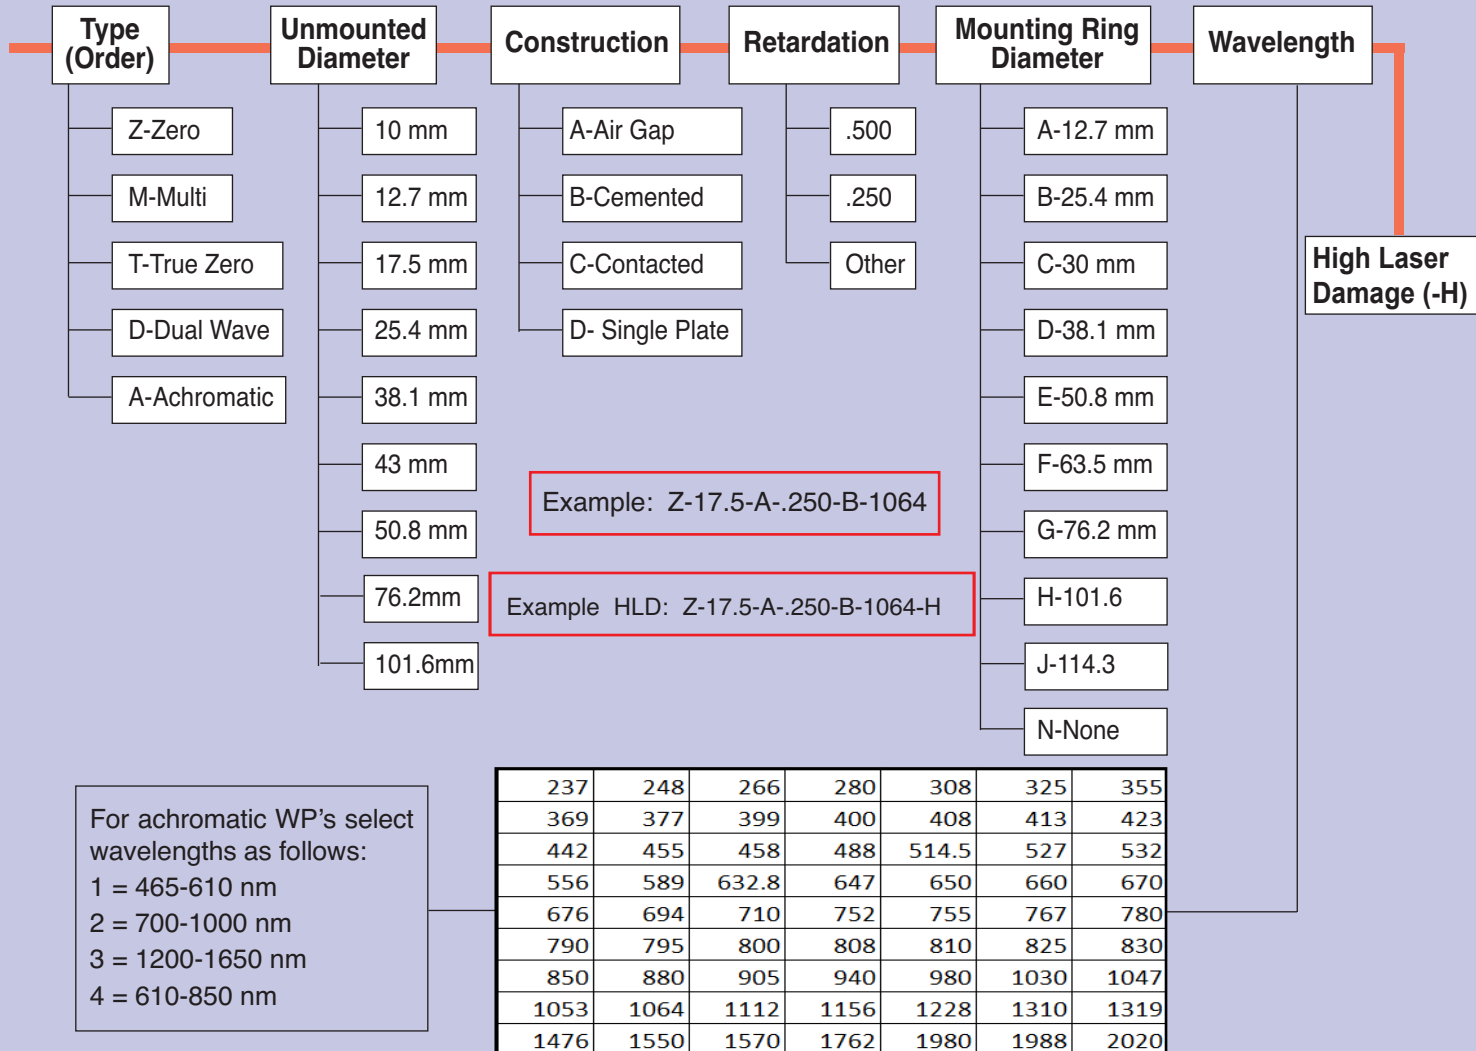 Type
(Order)
Unmounted
Diameter
Construction
Retardation
Mounting Ring
Diameter
Wavelength
Z-Zero
M-Multi
T-True Zero
D-Dual Wave
A-Achromatic
10 mm
12.7 mm
17.5 mm
25.4 mm
38.1 mm
43 mm
50.8 mm
76.2mm
101.6mm
A-Air Gap
B-Cemented
C-Contacted
D- Single Plate
.500
.250
Other
A-12.7 mm
B-25.4 mm
C-30 mm
D-38.1 mm
E-50.8 mm
F-63.5 mm
G-76.2 mm
H-101.6
J-114.3
N-None
High Laser
Damage (-H)
Example: Z-17.5-A-.250-B-1064
Example HLD: Z-17.5-A-.250-B-1064-H
For achromatic WP's select
wavelengths as follows:
1 = 465-610 nm
2 = 700-1000 nm
3 = 1200-1650 nm
4 = 610-850 nm
237 248 266 280 308 325 355
369 377 399 400 408 413 423
442 455 458 488 514.5 527 532
556 589 632.8 647 650 660 670
676 694 710 752 755 767 780
790 795 800 808 810 825 830
850 880 905 940 980 1030 1047
1053 1064 1112 1156 1228 1310 1319
1476 1550 1570 1762 1980 1988 2020